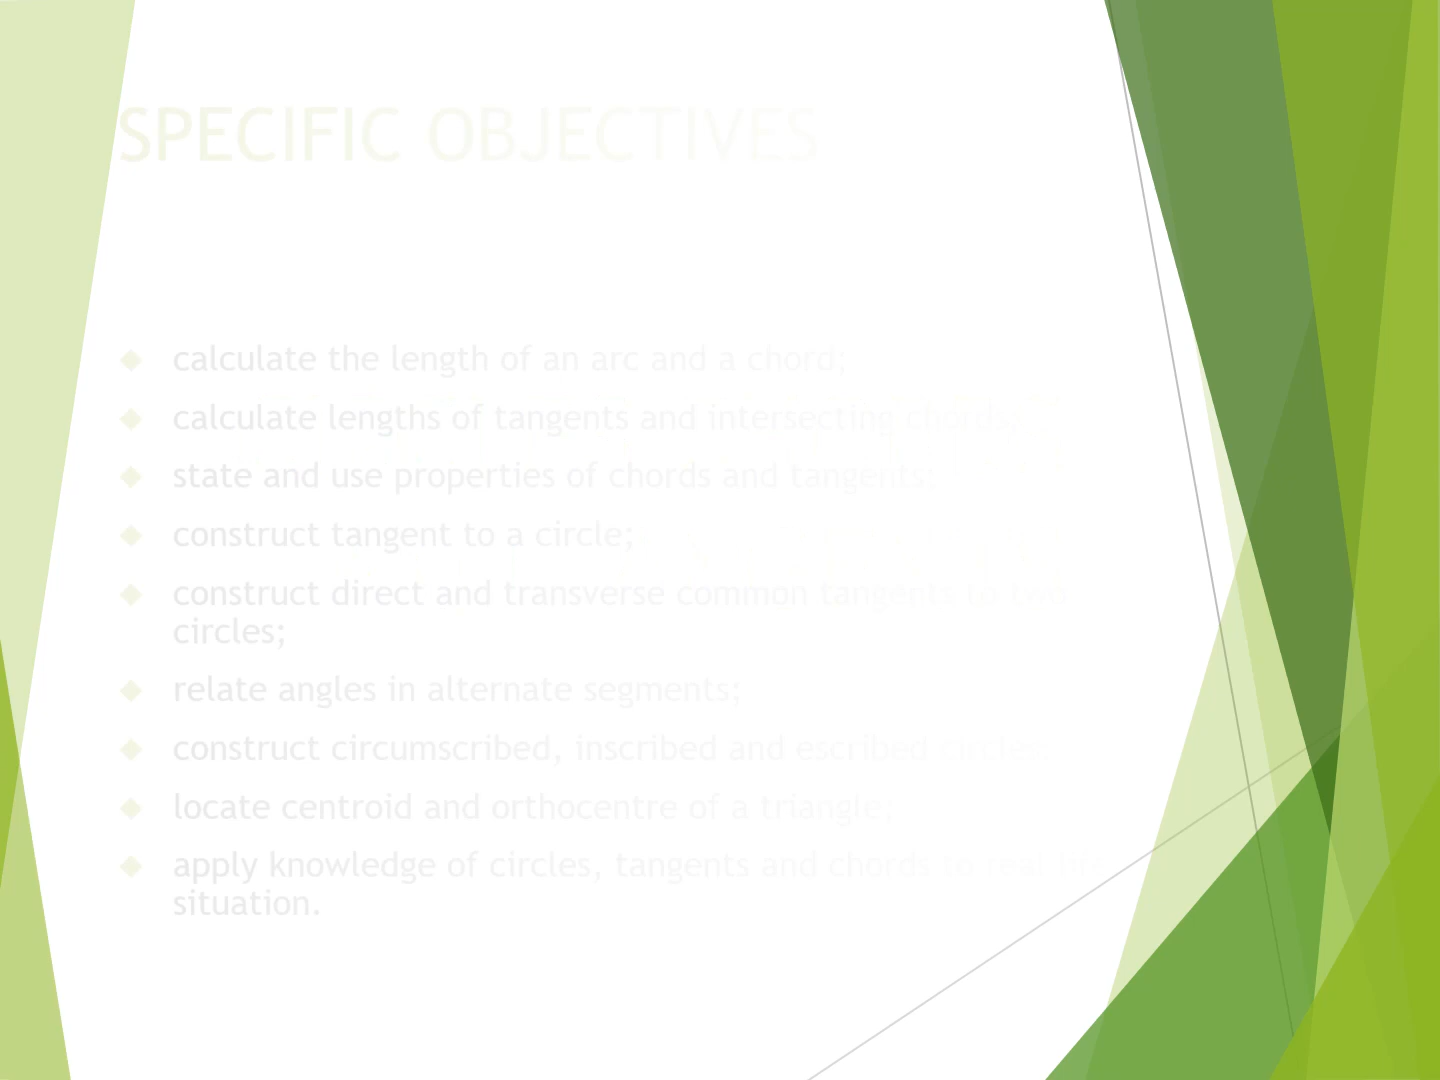 SPECIFIC OBJECTIVES
calculate the length of an arc and a chord;
calculate lengths of tangents and intersecting chords;
state and use properties of chords and tangents;
construct tangent to a circle;
construct direct and transverse common tangents to two
circles;
relate angles in alternate segments;
construct circumscribed, inscribed and escribed circles;
locate centroid and orthocentre of a triangle;
apply knowledge of circles, tangents and chords to real life
situation.